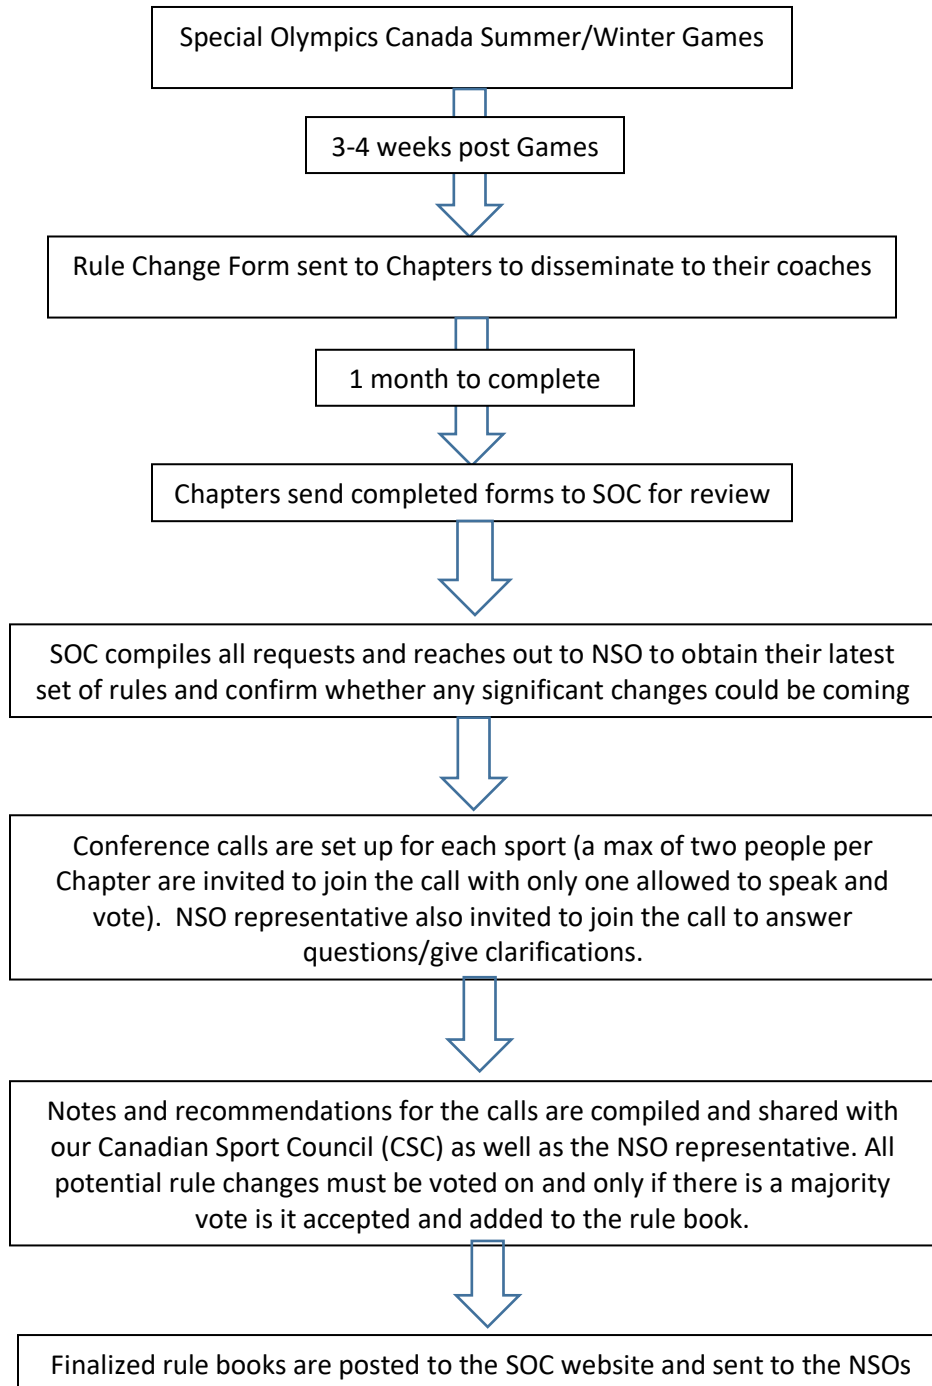 Special Olympics Canada Summer/Winter Games
3-4 weeks post Games
Rule Change Form sent to Chapters to disseminate to their coaches
1 month to complete
Chapters send completed forms to SOC for review
SOC compiles all requests and reaches out to NSO to obtain their latest
set of rules and confirm whether any significant changes could be coming
Conference calls are set up for each sport (a max of two people per
Chapter are invited to join the call with only one allowed to speak and
vote).  NSO representative also invited to join the call to answer
questions/give clarifications.
Notes and recommendations for the calls are compiled and shared with
our Canadian Sport Council (CSC) as well as the NSO representative. All
potential rule changes must be voted on and only if there is a majority
vote is it accepted and added to the rule book.
Finalized rule books are posted to the SOC website and sent to the NSOs